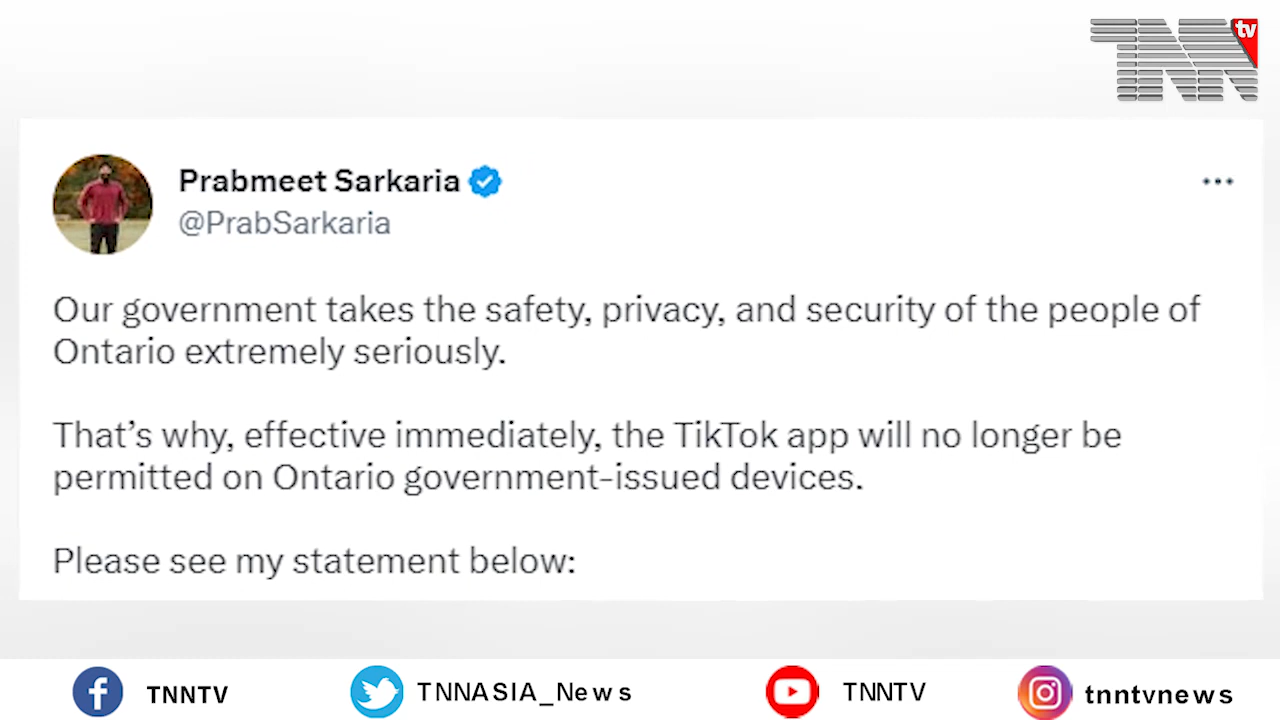 TNN tv
Prabmeet Sarkaria
@PrabSarkaria
Our government takes the safety, privacy, and security of the people of
Ontario extremely seriously.
That’s why, effective immediately, the TikTok app will no longer be
permitted on Ontario government-issued devices.
Please see my statement below:
TNNTV
TNNASIA_News
TNNTV
tnntvnews